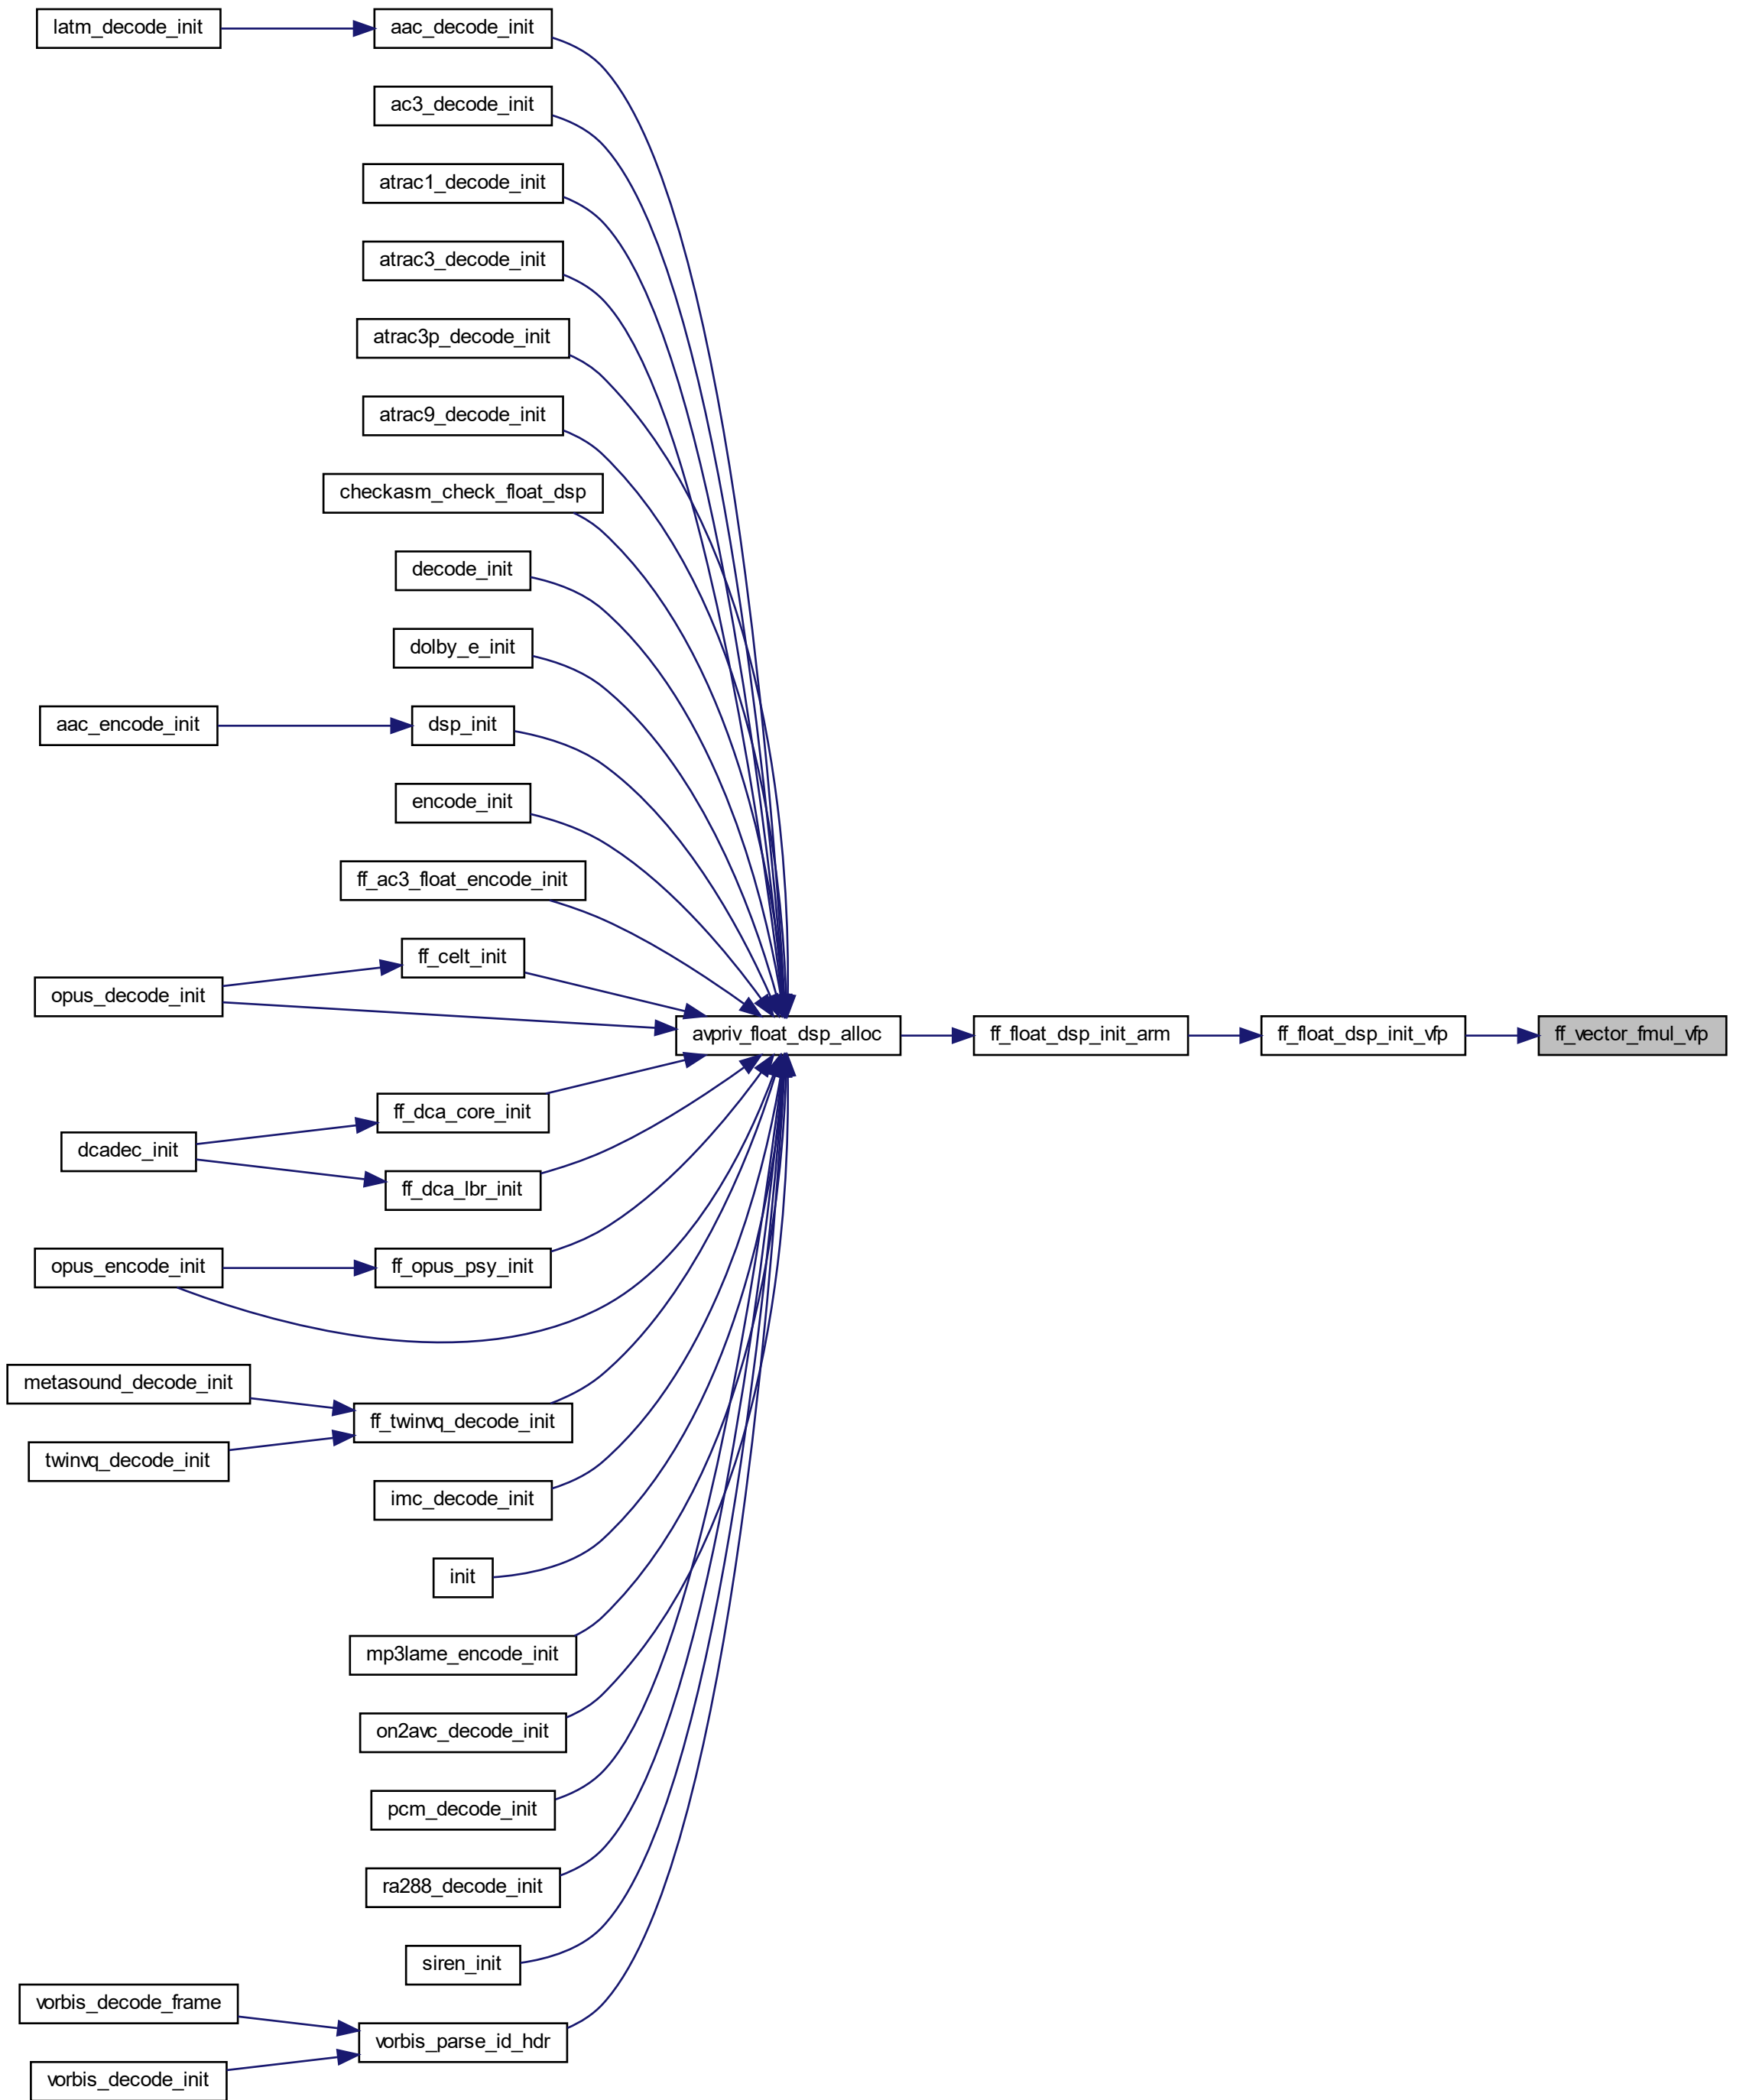 latm_decode_init
aac_decode_init
ac3_decode_init
atrac1_decode_init
atrac3_decode_init
atrac3p_decode_init
atrac9_decode_init
checkasm_check_float_dsp
decode_init
dolby_e_init
aac_encode_init
dsp_init
encode_init
ff_ac3_float_encode_init
ff_celt_init
opus_decode_init
avpriv_float_dsp_alloc
ff_float_dsp_init_arm
ff_float_dsp_init_vfp
ff_vector_fmul_vfp
ff_dca_core_init
dcadec_init
ff_dca_lbr_init
opus_encode_init
ff_opus_psy_init
metasound_decode_init
ff_twinvq_decode_init
twinvq_decode_init
imc_decode_init
init
mp3lame_encode_init
on2avc_decode_init
pcm_decode_init
ra288_decode_init
siren_init
vorbis_decode_frame
vorbis_parse_id_hdr
vorbis_decode_init